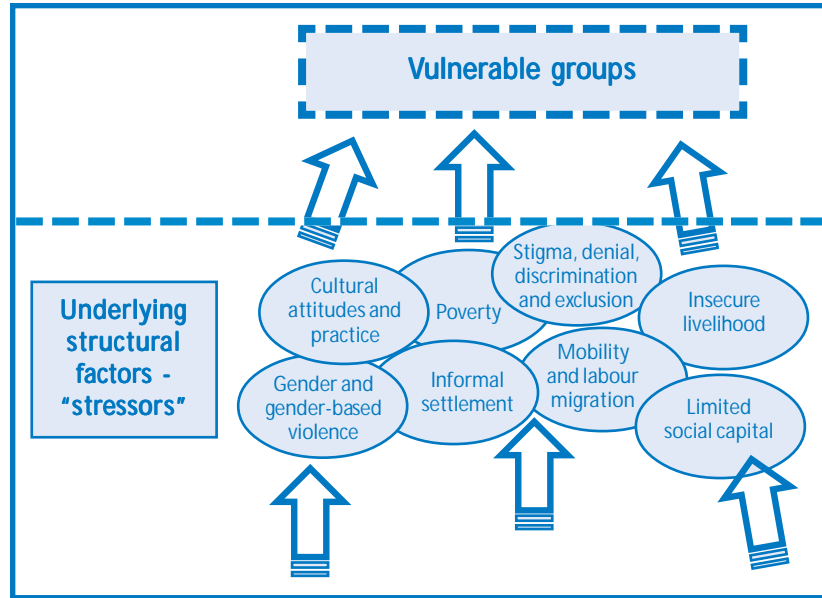 Vulnerable groups
Stigma, denial,
discrimination
and exclusion
Cultural
attitudes and
practice
Poverty
Insecure
livelihood
Underlying
structural
factors -
“stressors”
Gender and
gender-based
violence
Informal
settlement
Mobility
and labour
migration
Limited
social capital